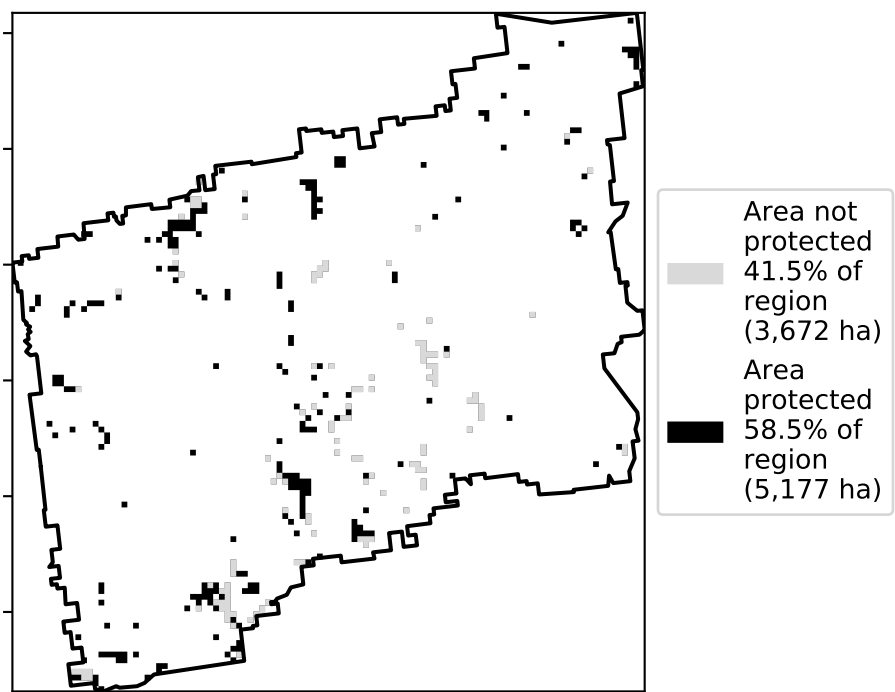 Area not
protected
41.5% of
region
(3,672 ha)
Area
protected
58.5% of
region
(5,177 ha)